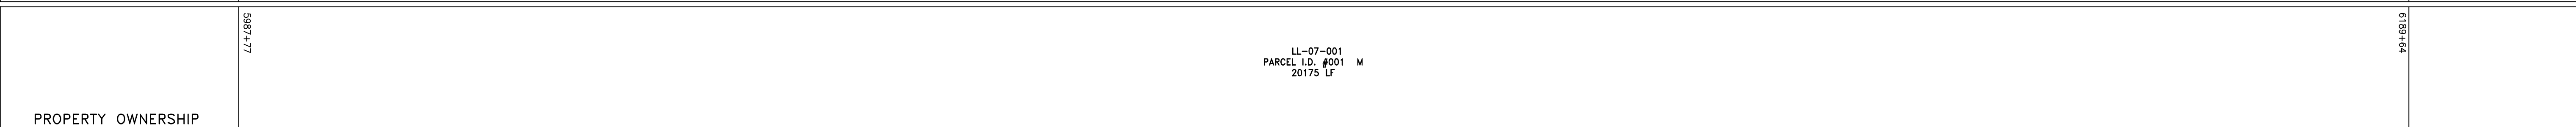 5987+77
6189+64
LL-07-001
PARCEL I.D. #001 M
20175 LF
PROPERTY OWNERSHIP